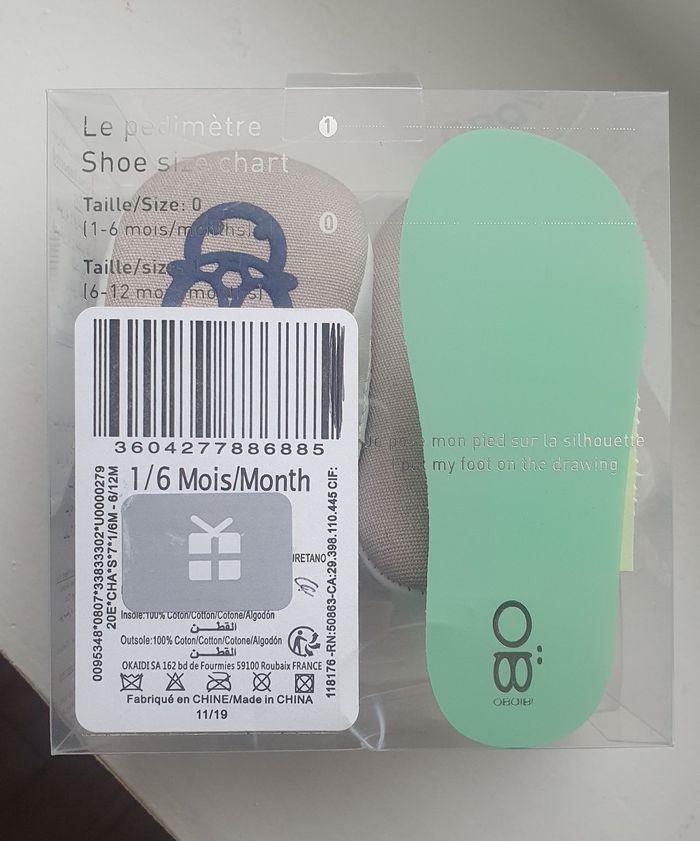 Le pedimètre
Shoe size chart
Taille/Size: 0
(1-6 mois/months)
Taille/size
(6-12 mois/months)
1
0
Je pose mon pied sur la silhouette
I put my foot on the drawing
3604277886885
1/6 Mois/Month
URETANO
Insole:100% Coton/Cotton/Cotone/Algodón
القطن
Outsole:100% Coton/Cotton/Cotone/Algodón
القطن
OKAIDI SA 162 bd de Fourmies 59100 Roubaix FRANCE
Fabriqué en CHINE/Made in CHINA
11/19
0095348*0807*33833302*U0000279
20E*CHA*S*7*1/6M - 6/12M
118176 -RN:50863-CA:29.398.110.445 CIF:
OBAIBI